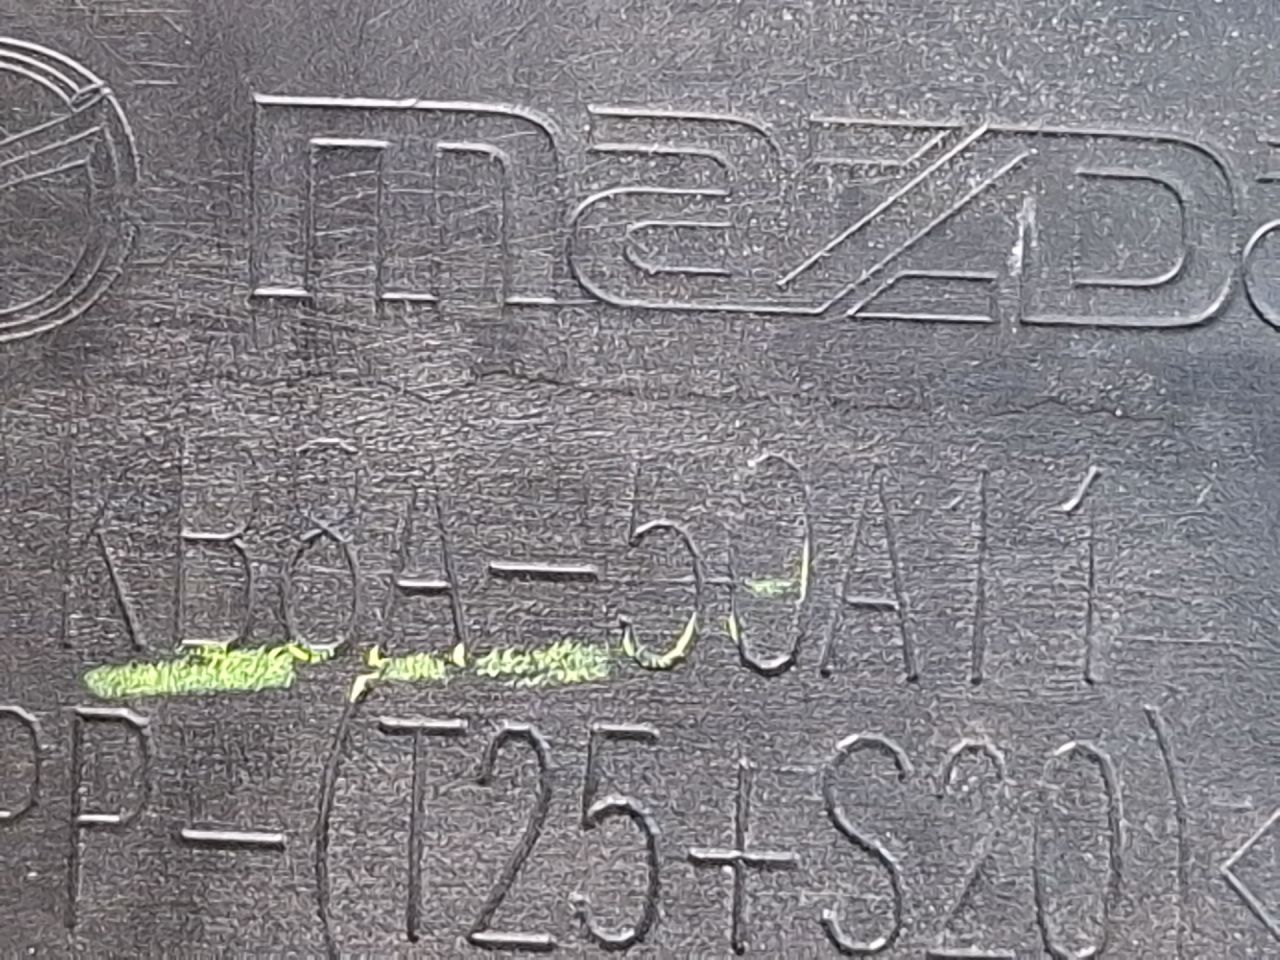 mazda
KB8A-50A11
PP-(T25+S20)<